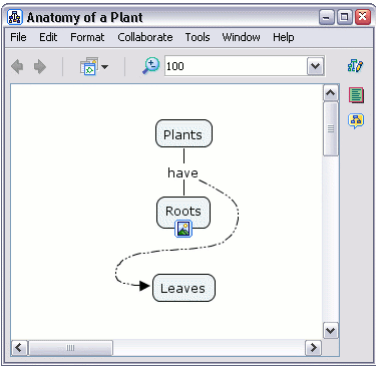 Anatomy of a Plant
File Edit Format Collaborate Tools Window Help
100
Plants
have
Roots
Leaves